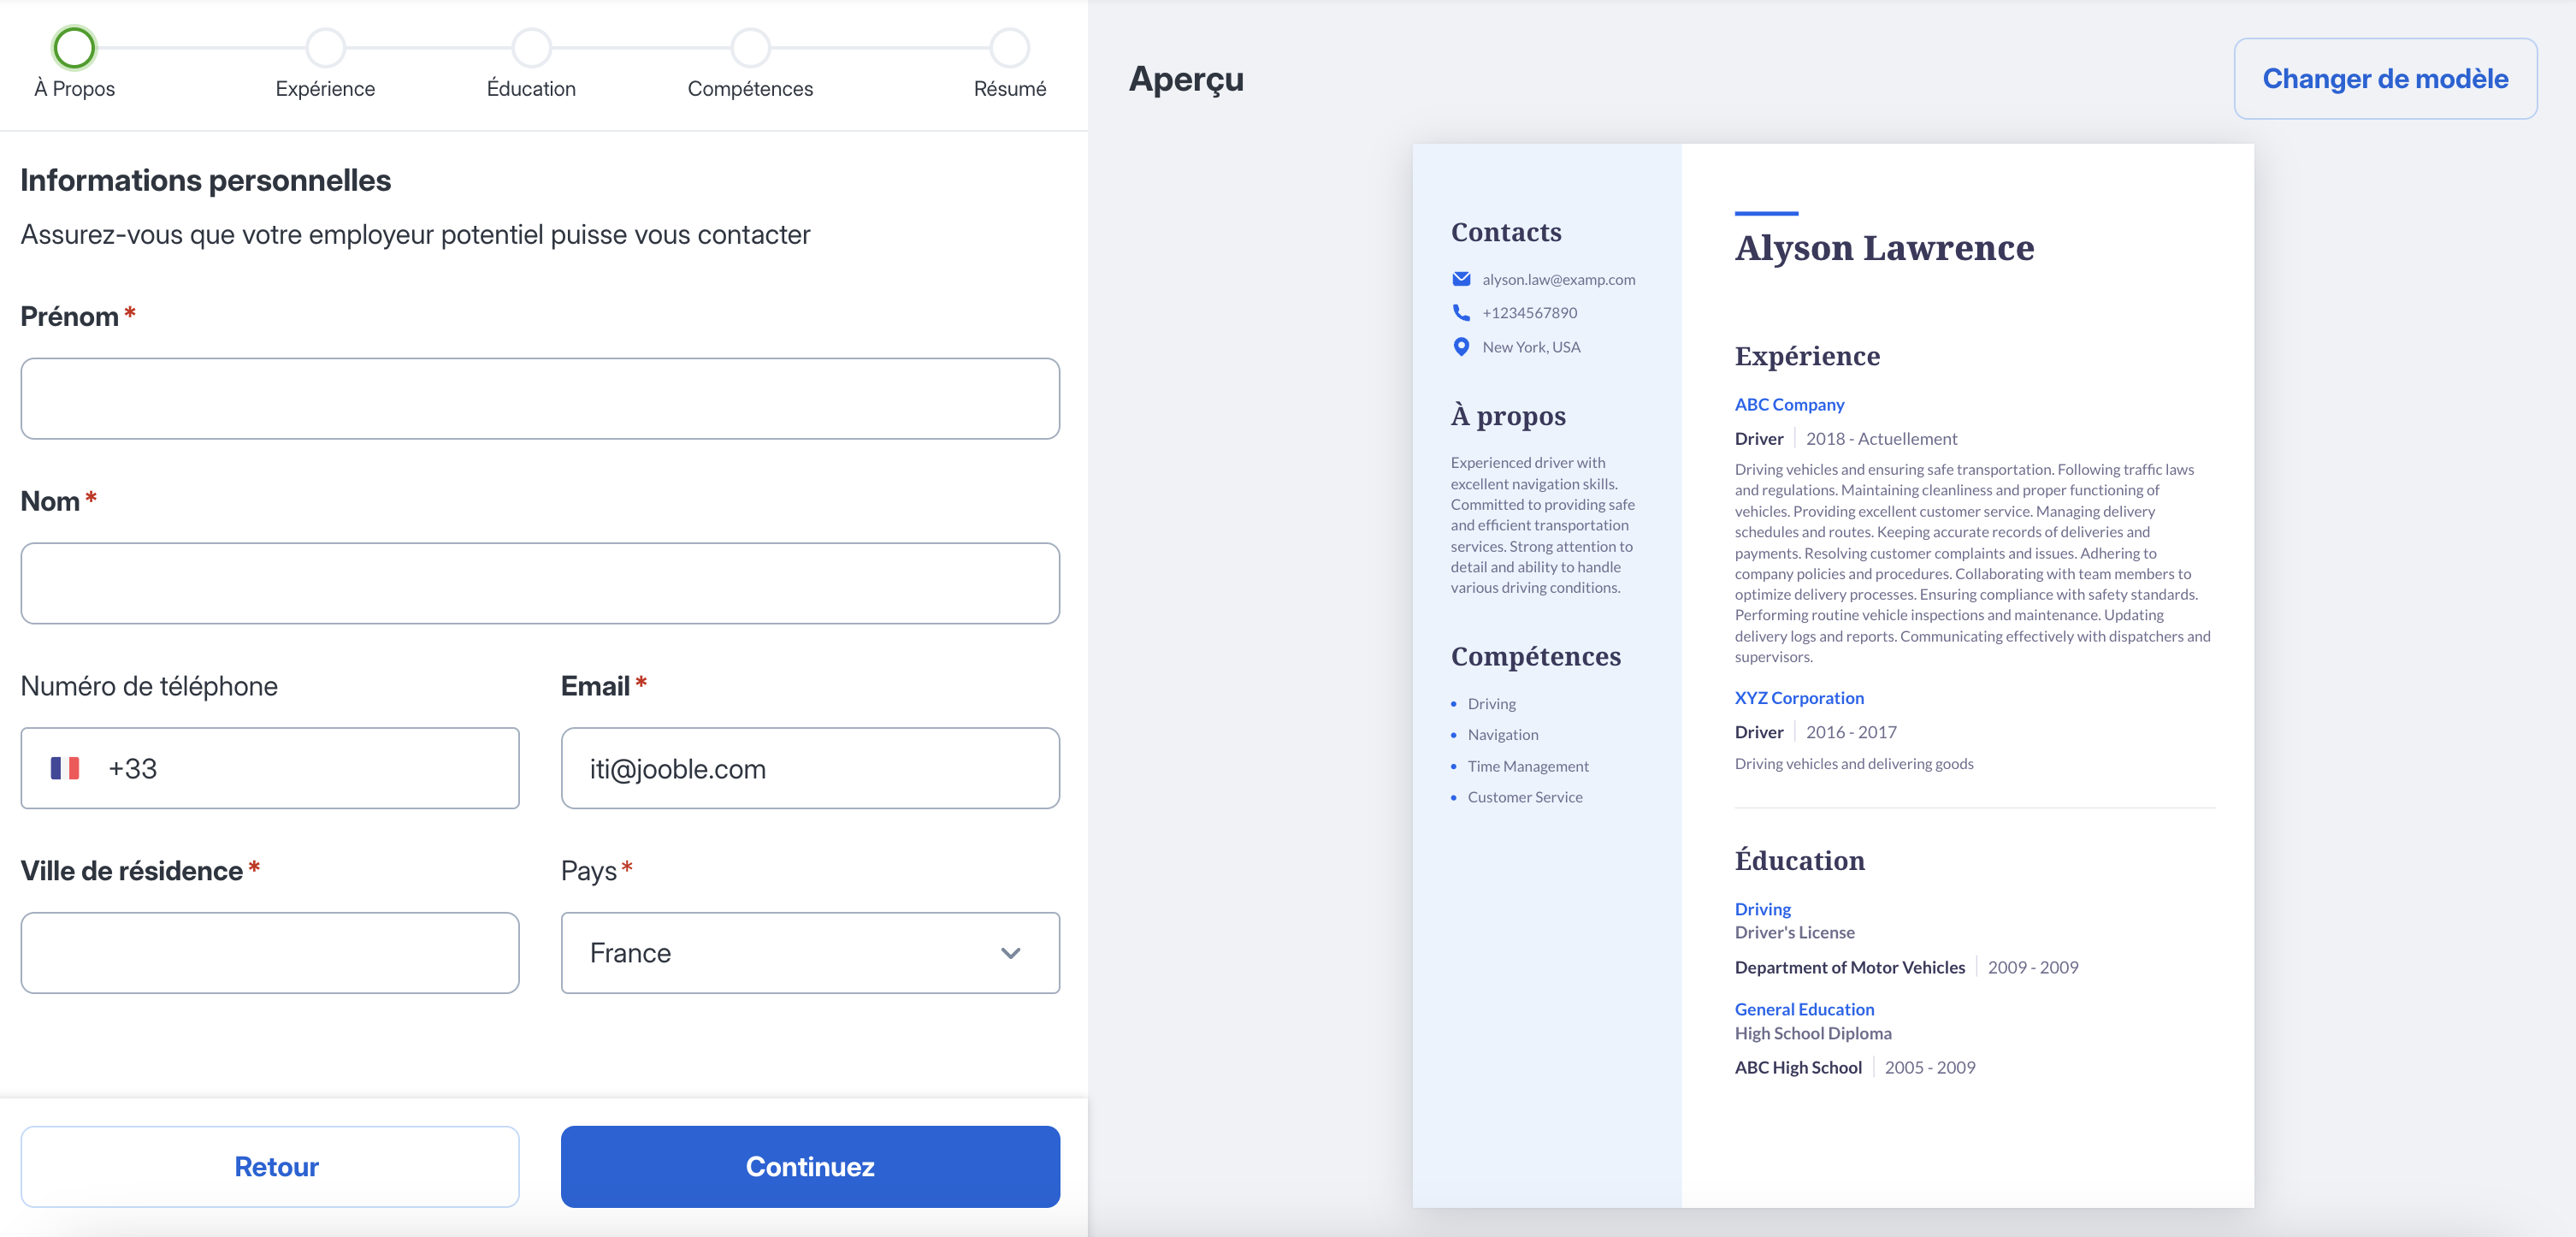 À Propos
Expérience
Éducation
Compétences
Résumé
Informations personnelles
Assurez-vous que votre employeur potentiel puisse vous contacter
Prénom *
Nom *
Numéro de téléphone
Email *
+33
iti@jooble.com
Ville de résidence *
Pays *
France
Retour
Continuez
Aperçu
Changer de modèle
Contacts
alyson.law@examp.com
+1234567890
New York, USA
À propos
Experienced driver with
excellent navigation skills.
Committed to providing safe
and efficient transportation
services. Strong attention to
detail and ability to handle
various driving conditions.
Compétences
• Driving
• Navigation
• Time Management
• Customer Service
Alyson Lawrence
Expérience
ABC Company
Driver | 2018 - Actuellement
Driving vehicles and ensuring safe transportation. Following traffic laws
and regulations. Maintaining cleanliness and proper functioning of
vehicles. Providing excellent customer service. Managing delivery
schedules and routes. Keeping accurate records of deliveries and
payments. Resolving customer complaints and issues. Adhering to
company policies and procedures. Collaborating with team members to
optimize delivery processes. Ensuring compliance with safety standards.
Performing routine vehicle inspections and maintenance. Updating
delivery logs and reports. Communicating effectively with dispatchers and
supervisors.
XYZ Corporation
Driver | 2016 - 2017
Driving vehicles and delivering goods
Éducation
Driving
Driver's License
Department of Motor Vehicles | 2009 - 2009
General Education
High School Diploma
ABC High School | 2005 - 2009